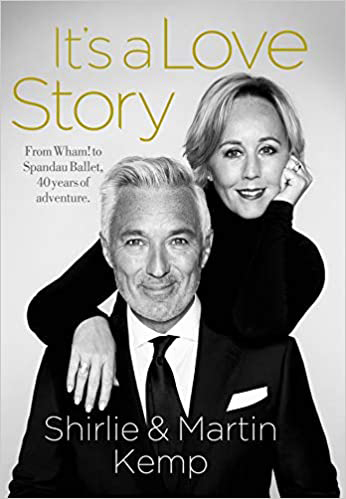 It's a Love
Story
From Wham! to
Spandau Ballet,
40 years of
adventure.
Shirlie & Martin
Kemp